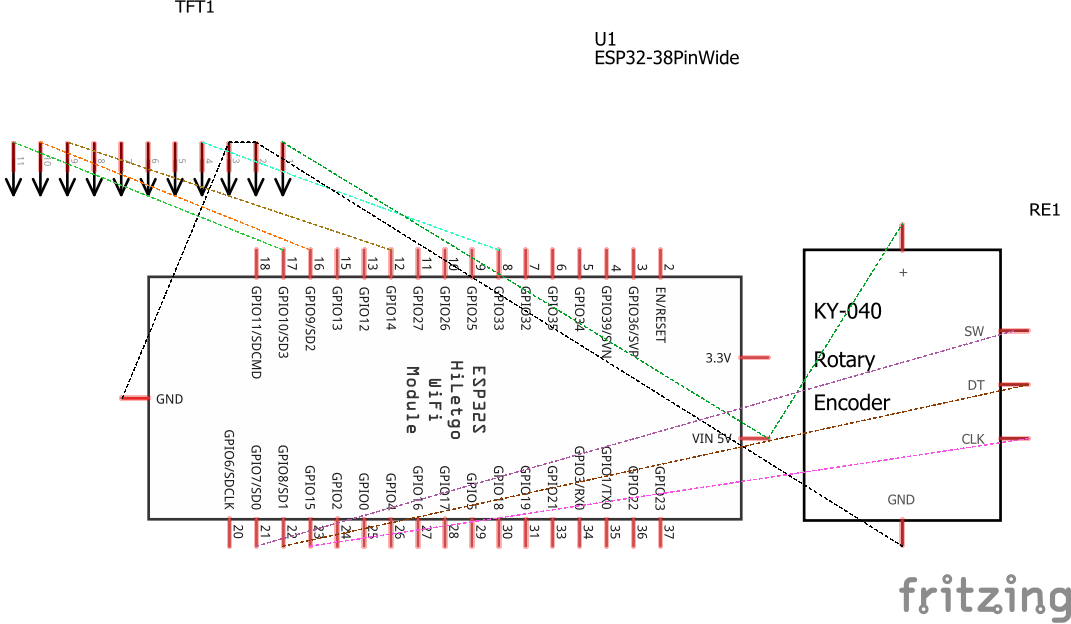 TFT1
U1
ESP32-38PinWide
RE1
11
10
9
8
7
6
5
4
3
2
18
17
16
15
13
12
11
10
9
8
7
6
5
4
3
2
GPIO11/SDCMD
GPIO10/SD3
GPIO9/SD2
GPIO13
GPIO12
GPIO14
GPIO27
GPIO26
GPIO25
GPIO33
GPIO32
GPIO35
GPIO34
GPIO39/SVN
GPIO36/SVP
EN/RESET
ESP32S
HiLetgo
WiFi
Module
GND
3.3V
VIN 5V
GPIO6/SDCLK
GPIO7/SD0
GPIO8/SD1
GPIO15
GPIO2
GPIO0
GPIO4
GPIO16
GPIO17
GPIO5
GPIO18
GPIO19
GPIO21
GPIO3/RX0
GPIO1/TX0
GPIO22
GPIO23
20
21
22
23
24
25
26
27
28
29
30
31
33
34
35
36
37
+
KY-040
Rotary
Encoder
SW
DT
CLK
GND
fritzing